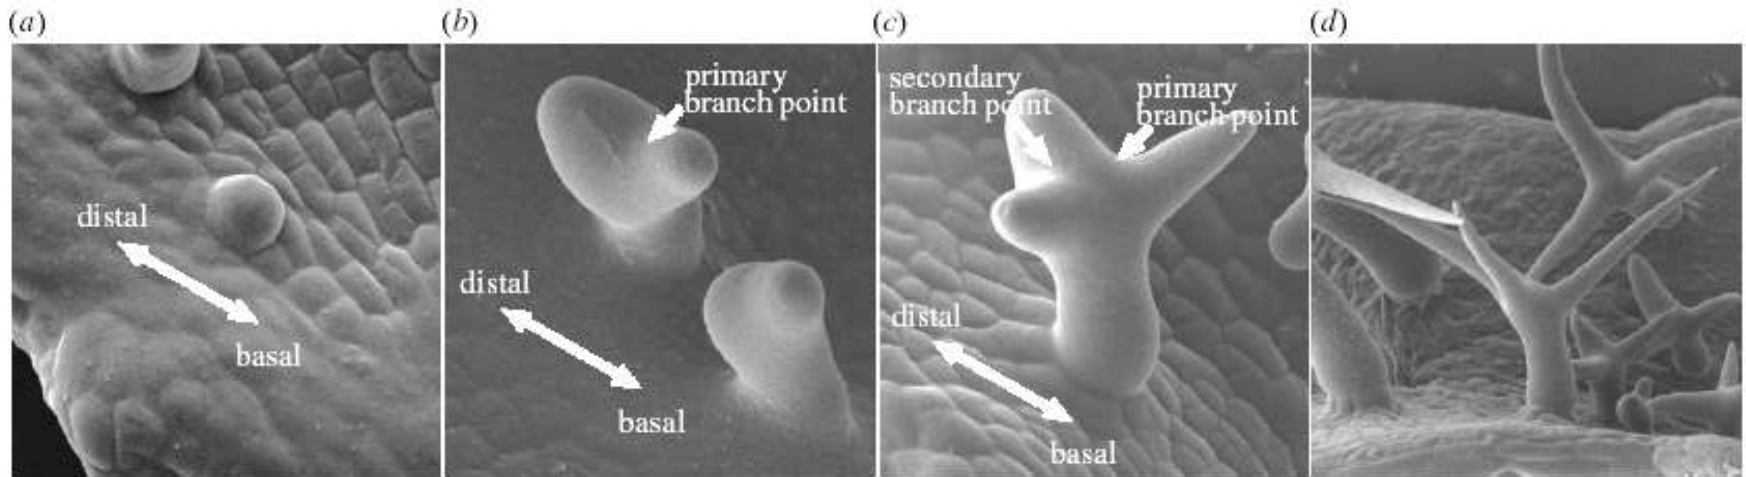 (a)
distal
basal
(b)
primary
branch point
distal
basal
(c)
secondary
branch point
primary
branch point
distal
basal
(d)